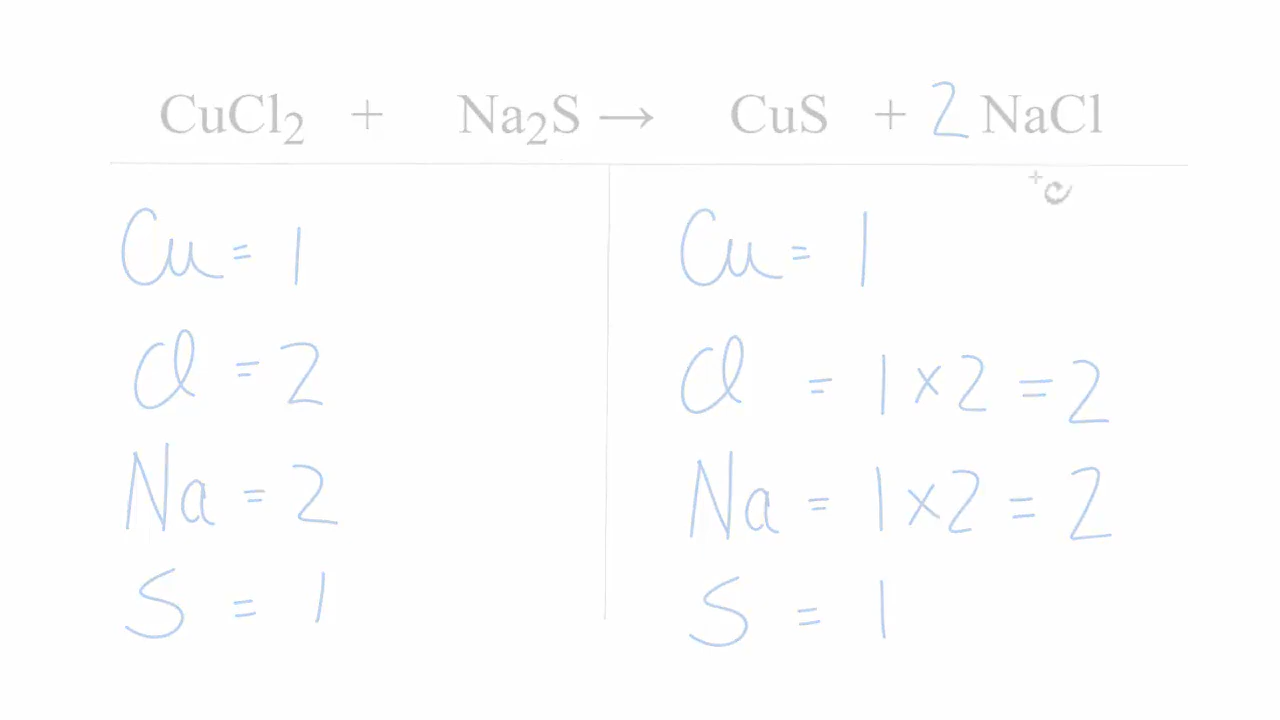 CuCl₂ + Na₂S → CuS + 2 NaCl
Cu = 1
Cl = 2
Na = 2
S = 1
Cu = 1
Cl = 1 x 2 = 2
Na = 1 x 2 = 2
S = 1